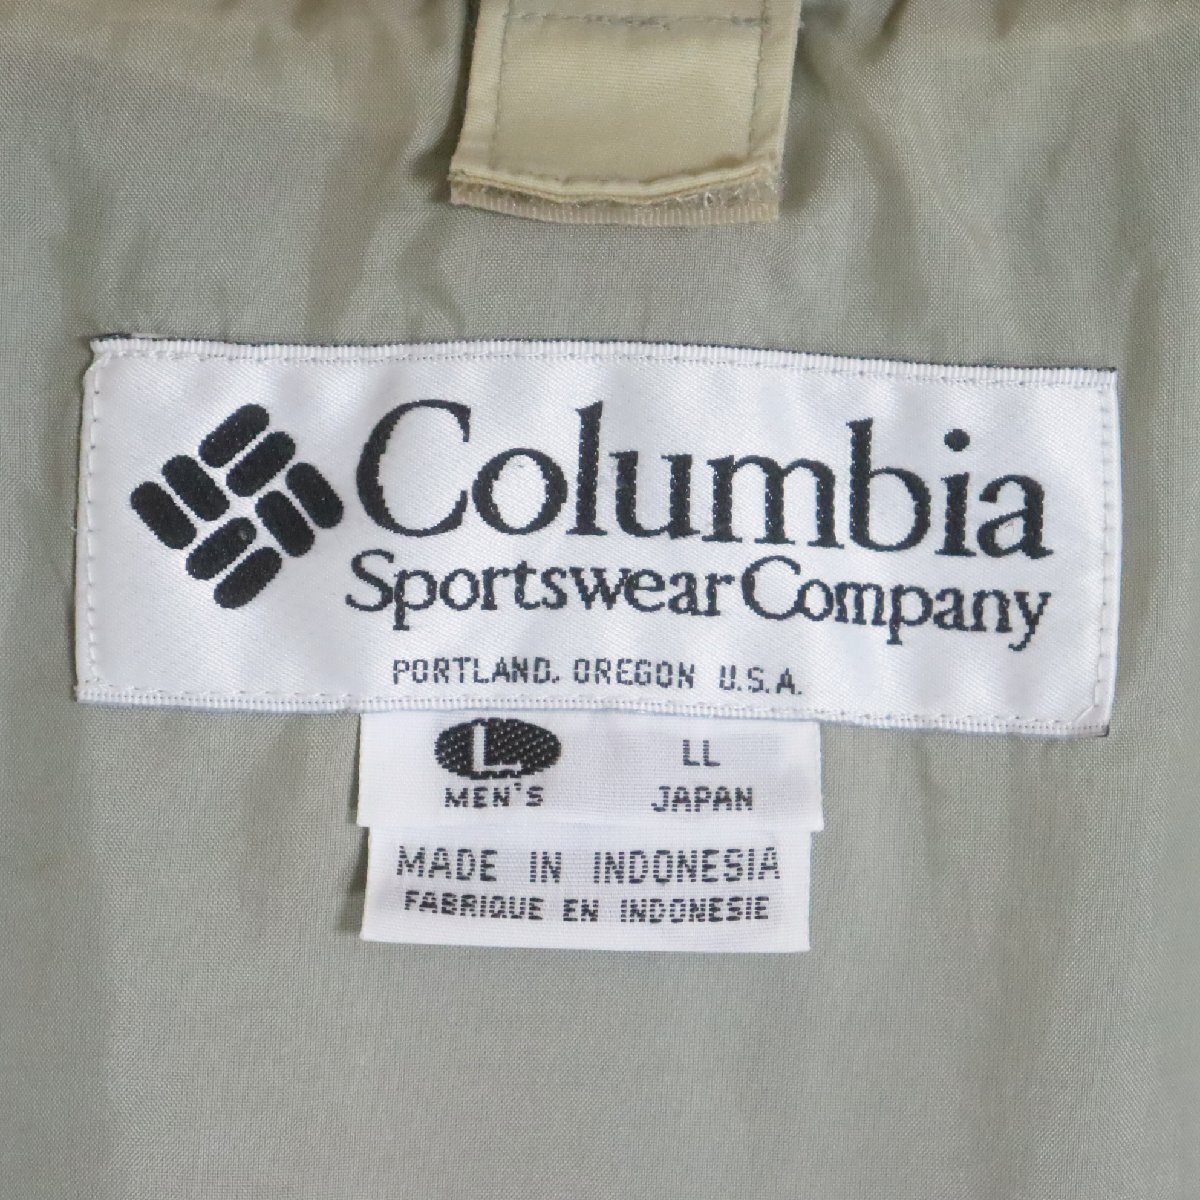 Columbia
Sportswear Company
PORTLAND, OREGON U.S.A.
L LL
MEN'S JAPAN
MADE IN INDONESIA
FABRIQUE EN INDONESIE